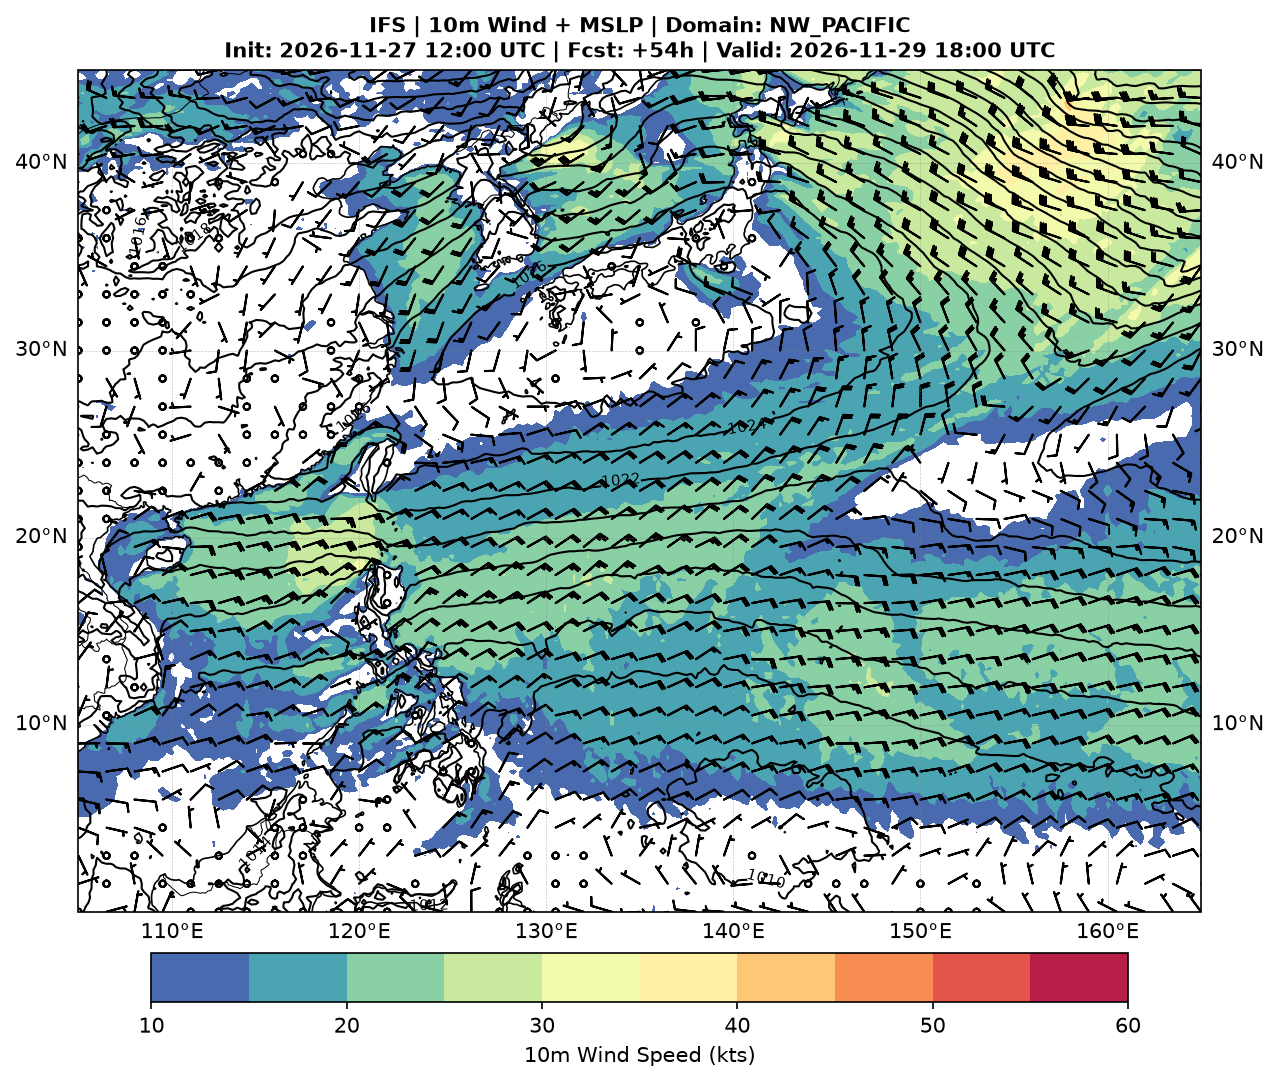 IFS | 10m Wind + MSLP | Domain: NW_PACIFIC
Init: 2026-11-27 12:00 UTC | Fcst: +54h | Valid: 2026-11-29 18:00 UTC
40°N 40°N
30°N 30°N
20°N 20°N
10°N 10°N
1016
1024
1022
1010
110°E 120°E 130°E 140°E 150°E 160°E
10 20 30 40 50 60
10m Wind Speed (kts)